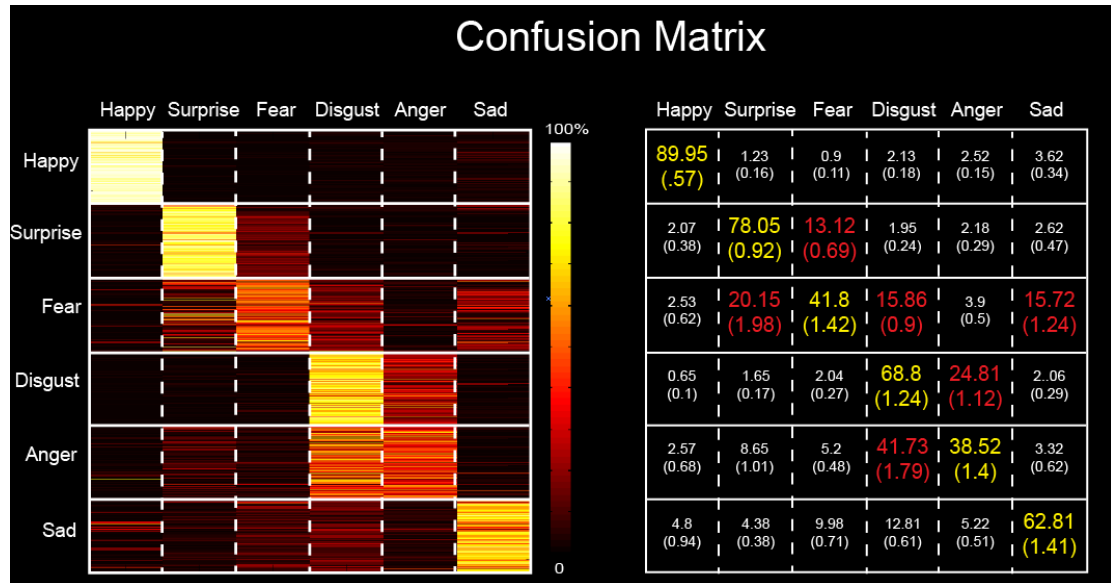 Confusion Matrix
Happy Surprise Fear Disgust Anger Sad
100%
Happy
Surprise
Fear
Disgust
Anger
Sad
0
Happy Surprise Fear Disgust Anger Sad
89.95 1.23 0.9 2.13 2.52 3.62
(.57) (0.16) (0.11) (0.18) (0.15) (0.34)
2.07 78.05 13.12 1.95 2.18 2.62
(0.38) (0.92) (0.69) (0.24) (0.29) (0.47)
2.53 20.15 41.8 15.86 3.9 15.72
(0.62) (1.98) (1.42) (0.9) (0.5) (1.24)
0.65 1.65 2.04 68.8 24.81 2..06
(0.1) (0.17) (0.27) (1.24) (1.12) (0.29)
2.57 8.65 5.2 41.73 38.52 3.32
(0.68) (1.01) (0.48) (1.79) (1.4) (0.62)
4.8 4.38 9.98 12.81 5.22 62.81
(0.94) (0.38) (0.71) (0.61) (0.51) (1.41)